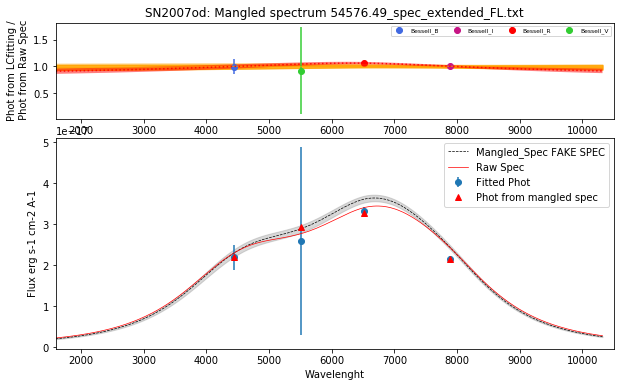 SN2007od: Mangled spectrum 54576.49_spec_extended_FL.txt
Phot from LCfitting /
Phot from Raw Spec
1.5
1.0
0.5
Bessell_B
Bessell_I
Bessell_R
Bessell_V
2000 3000 4000 5000 6000 7000 8000 9000 10000
Flux erg s-1 cm-2 A-1
5
4
3
2
1
0
Mangled_Spec FAKE SPEC
Raw Spec
Fitted Phot
Phot from mangled spec
2000 3000 4000 5000 6000 7000 8000 9000 10000
Wavelenght